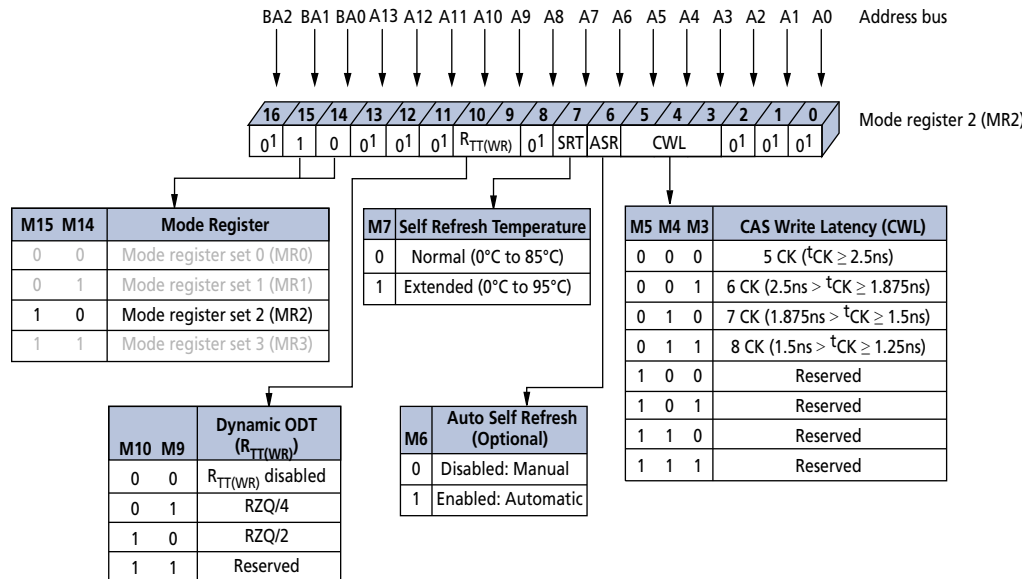 BA2 BA1 BA0 A13 A12 A11 A10 A9 A8 A7 A6 A5 A4 A3 A2 A1 A0 Address bus
16 15 14 13 12 11 10 9 8 7 6 5 4 3 2 1 0 Mode register 2 (MR2)
0¹ 1 0 0¹ 0¹ 0¹ RTT(WR) 0¹ SRT ASR CWL 0¹ 0¹ 0¹
M15 M14 Mode Register
0 0 Mode register set 0 (MR0)
0 1 Mode register set 1 (MR1)
1 0 Mode register set 2 (MR2)
1 1 Mode register set 3 (MR3)
M7 Self Refresh Temperature
0 Normal (0°C to 85°C)
1 Extended (0°C to 95°C)
M5 M4 M3 CAS Write Latency (CWL)
0 0 0 5 CK (tCK ≥ 2.5ns)
0 0 1 6 CK (2.5ns > tCK ≥ 1.875ns)
0 1 0 7 CK (1.875ns > tCK ≥ 1.5ns)
0 1 1 8 CK (1.5ns > tCK ≥ 1.25ns)
1 0 0 Reserved
1 0 1 Reserved
1 1 0 Reserved
1 1 1 Reserved
M10 M9 Dynamic ODT
(RTT(WR))
0 0 RTT(WR) disabled
0 1 RZQ/4
1 0 RZQ/2
1 1 Reserved
M6 Auto Self Refresh
(Optional)
0 Disabled: Manual
1 Enabled: Automatic